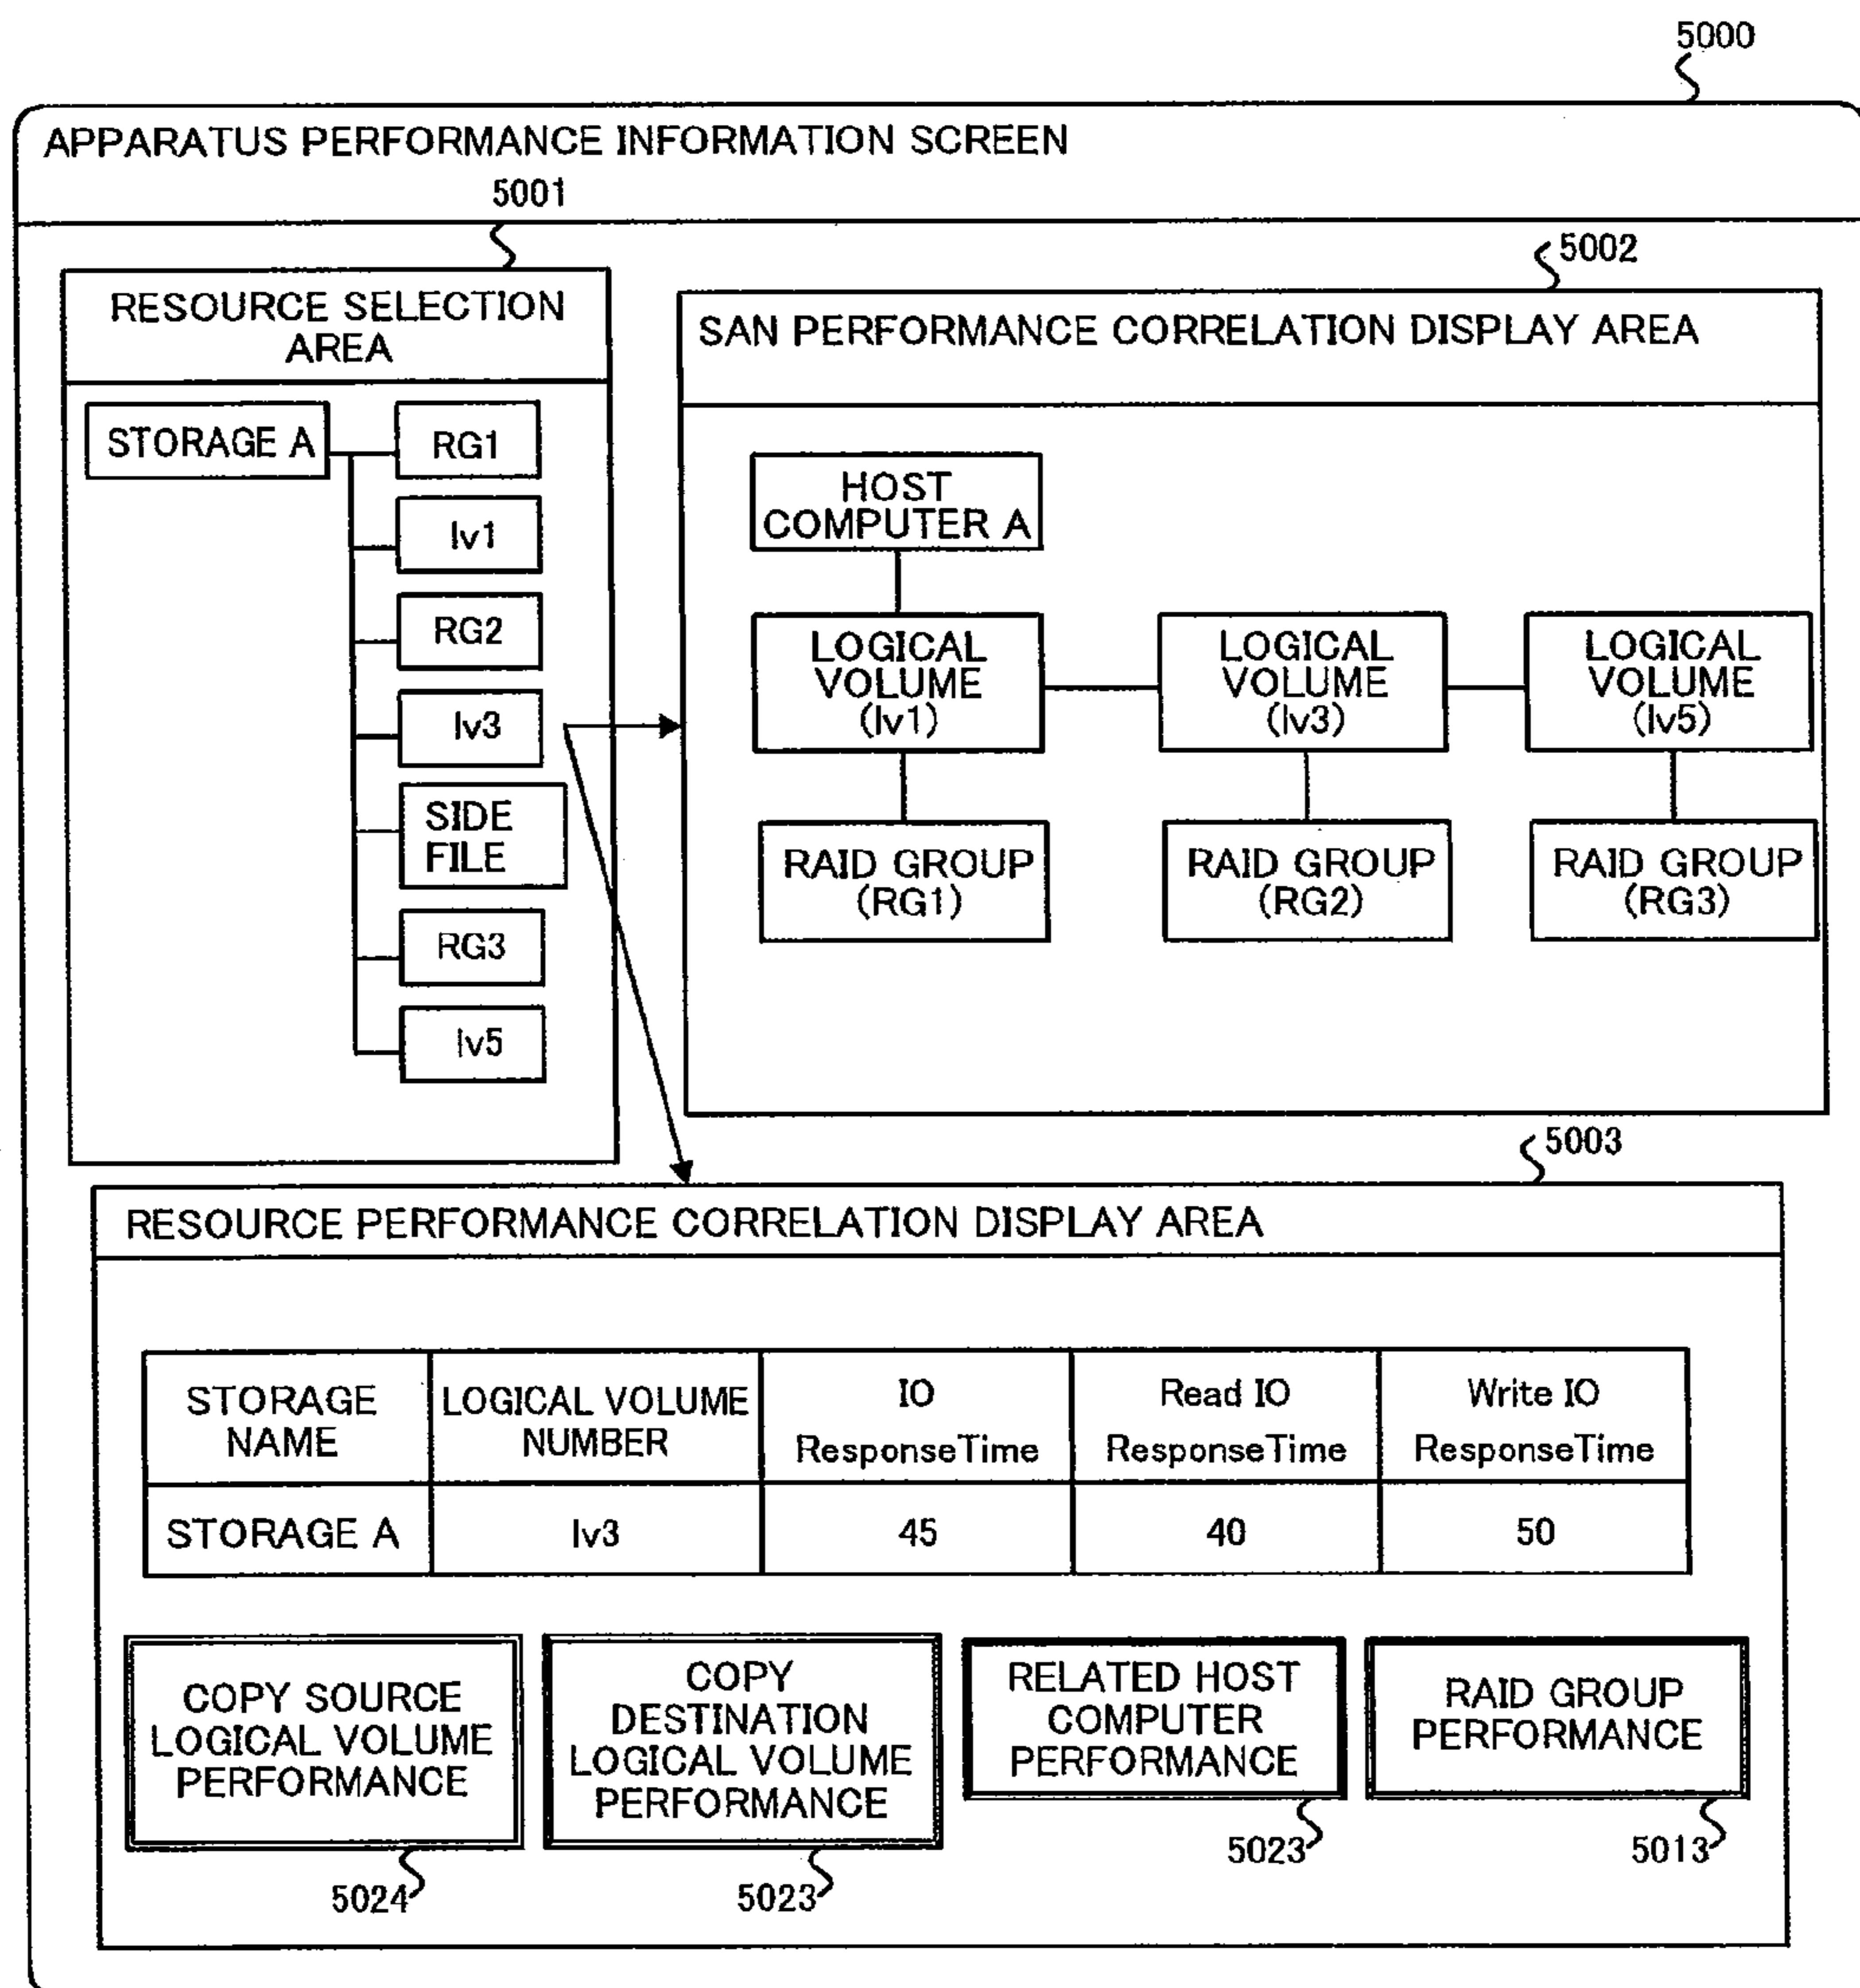 5000
APPARATUS PERFORMANCE INFORMATION SCREEN
5001
RESOURCE SELECTION
AREA
STORAGE A
RG1
lv1
RG2
lv3
SIDE
FILE
RG3
lv5
5002
SAN PERFORMANCE CORRELATION DISPLAY AREA
HOST
COMPUTER A
LOGICAL
VOLUME
(lv1)
LOGICAL
VOLUME
(lv3)
LOGICAL
VOLUME
(lv5)
RAID GROUP
(RG1)
RAID GROUP
(RG2)
RAID GROUP
(RG3)
5003
RESOURCE PERFORMANCE CORRELATION DISPLAY AREA
STORAGE
NAME
LOGICAL VOLUME
NUMBER
IO
ResponseTime
Read IO
ResponseTime
Write IO
ResponseTime
STORAGE A
lv3
45
40
50
COPY SOURCE
LOGICAL VOLUME
PERFORMANCE
5024
COPY
DESTINATION
LOGICAL VOLUME
PERFORMANCE
5023
RELATED HOST
COMPUTER
PERFORMANCE
5023
RAID GROUP
PERFORMANCE
5013